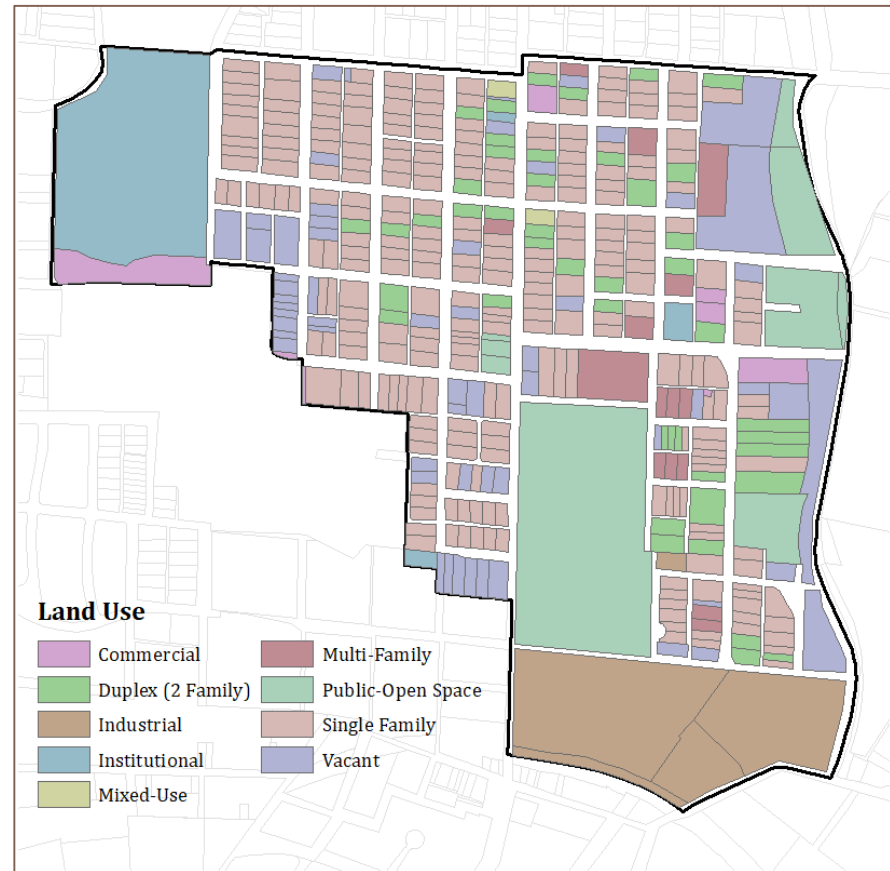 Land Use
Commercial
Duplex (2 Family)
Industrial
Institutional
Mixed-Use
Multi-Family
Public-Open Space
Single Family
Vacant